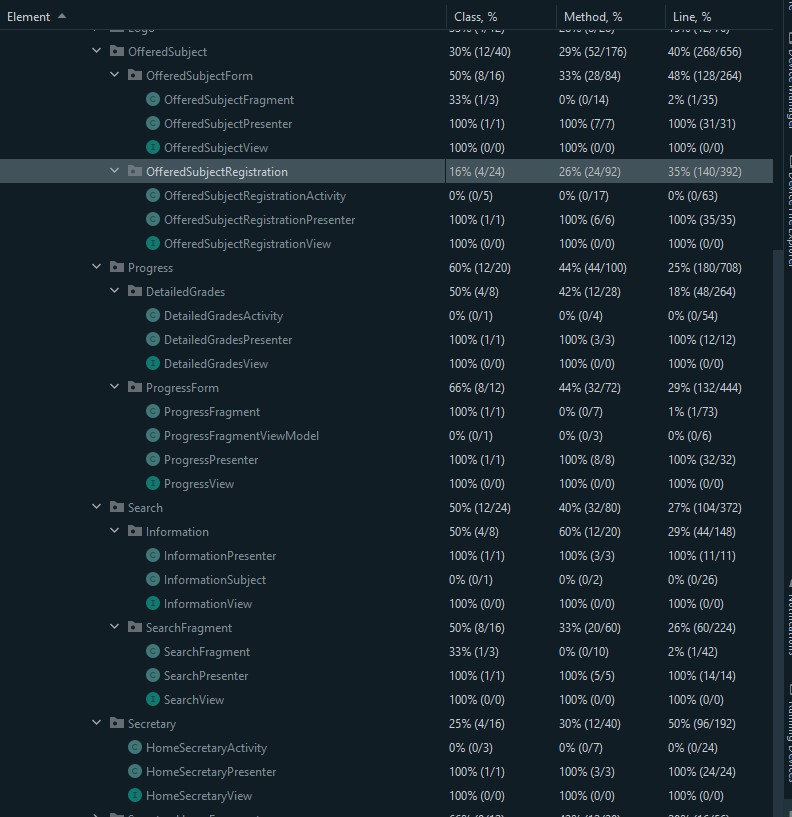 Element Class, % Method, % Line, %
OfferedSubject 30% (12/40) 29% (52/176) 40% (268/656)
OfferedSubjectForm 50% (8/16) 33% (28/84) 48% (128/264)
OfferedSubjectFragment 33% (1/3) 0% (0/14) 2% (1/35)
OfferedSubjectPresenter 100% (1/1) 100% (7/7) 100% (31/31)
OfferedSubjectView 100% (0/0) 100% (0/0) 100% (0/0)
OfferedSubjectRegistration 16% (4/24) 26% (24/92) 35% (140/392)
OfferedSubjectRegistrationActivity 0% (0/5) 0% (0/17) 0% (0/63)
OfferedSubjectRegistrationPresenter 100% (1/1) 100% (6/6) 100% (35/35)
OfferedSubjectRegistrationView 100% (0/0) 100% (0/0) 100% (0/0)
Progress 60% (12/20) 44% (44/100) 25% (180/708)
DetailedGrades 50% (4/8) 42% (12/28) 18% (48/264)
DetailedGradesActivity 0% (0/1) 0% (0/4) 0% (0/54)
DetailedGradesPresenter 100% (1/1) 100% (3/3) 100% (12/12)
DetailedGradesView 100% (0/0) 100% (0/0) 100% (0/0)
ProgressForm 66% (8/12) 44% (32/72) 29% (132/444)
ProgressFragment 100% (1/1) 0% (0/7) 1% (1/73)
ProgressFragmentViewModel 0% (0/1) 0% (0/3) 0% (0/6)
ProgressPresenter 100% (1/1) 100% (8/8) 100% (32/32)
ProgressView 100% (0/0) 100% (0/0) 100% (0/0)
Search 50% (12/24) 40% (32/80) 27% (104/372)
Information 50% (4/8) 60% (12/20) 29% (44/148)
InformationPresenter 100% (1/1) 100% (3/3) 100% (11/11)
InformationSubject 0% (0/1) 0% (0/2) 0% (0/26)
InformationView 100% (0/0) 100% (0/0) 100% (0/0)
SearchFragment 50% (8/16) 33% (20/60) 26% (60/224)
SearchFragment 33% (1/3) 0% (0/10) 2% (1/42)
SearchPresenter 100% (1/1) 100% (5/5) 100% (14/14)
SearchView 100% (0/0) 100% (0/0) 100% (0/0)
Secretary 25% (4/16) 30% (12/40) 50% (96/192)
HomeSecretaryActivity 0% (0/3) 0% (0/7) 0% (0/24)
HomeSecretaryPresenter 100% (1/1) 100% (3/3) 100% (24/24)
HomeSecretaryView 100% (0/0) 100% (0/0) 100% (0/0)
Device Manager
Device File Explorer
Notifications
Running Devices